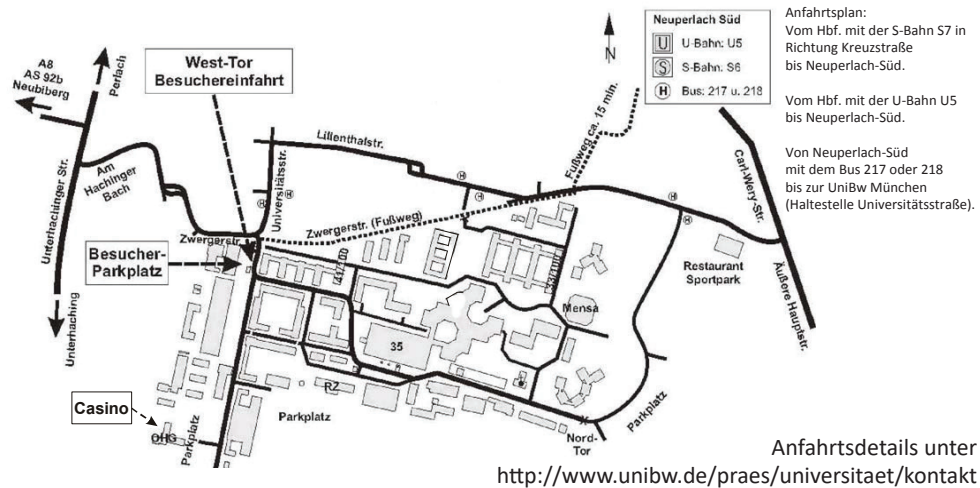 Neuperlach Süd
U U-Bahn: U5
S S-Bahn: S6
H Bus: 217 u. 218
Anfahrtsplan:
Vom Hbf. mit der S-Bahn S7 in
Richtung Kreuzstraße
bis Neuperlach-Süd.
Vom Hbf. mit der U-Bahn U5
bis Neuperlach-Süd.
Von Neuperlach-Süd
mit dem Bus 217 oder 218
bis zur UniBw München
(Haltestelle Universitätsstraße).
N
A8
AS 92b
Neubiberg
Perlach
West-Tor
Besuchereinfahrt
Fußweg ca. 15 min.
Lilienthalstr.
Universitätsstr.
Am
Hachinger
Bach
Unterhachinger Str.
Unterhaching
Carl-Wery-Str.
Äußere Hauptstr.
H
H
H
H
H
H
Zwergerstr.
Zwergerstr. (Fußweg)
Besucher-
Parkplatz
41/100
33/100
Restaurant
Sportpark
Mensa
35
RZ
Casino
OHG
Parkplatz
Parkplatz
Parkplatz
Nord-
Tor
Anfahrtsdetails unter
http://www.unibw.de/praes/universitaet/kontakt